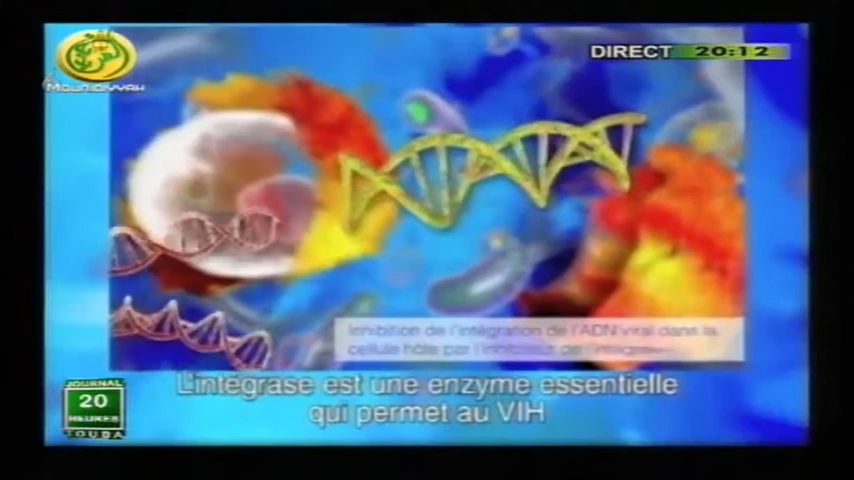 DIRECT 20:12
MOURIDIYYAH
Inhibition de l'intégration de l'ADN viral dans la
cellule hôte par l'inhibiteur de l'intégrase
L'intégrase est une enzyme essentielle
qui permet au VIH
JOURNAL
20
HEURES
TOUBA